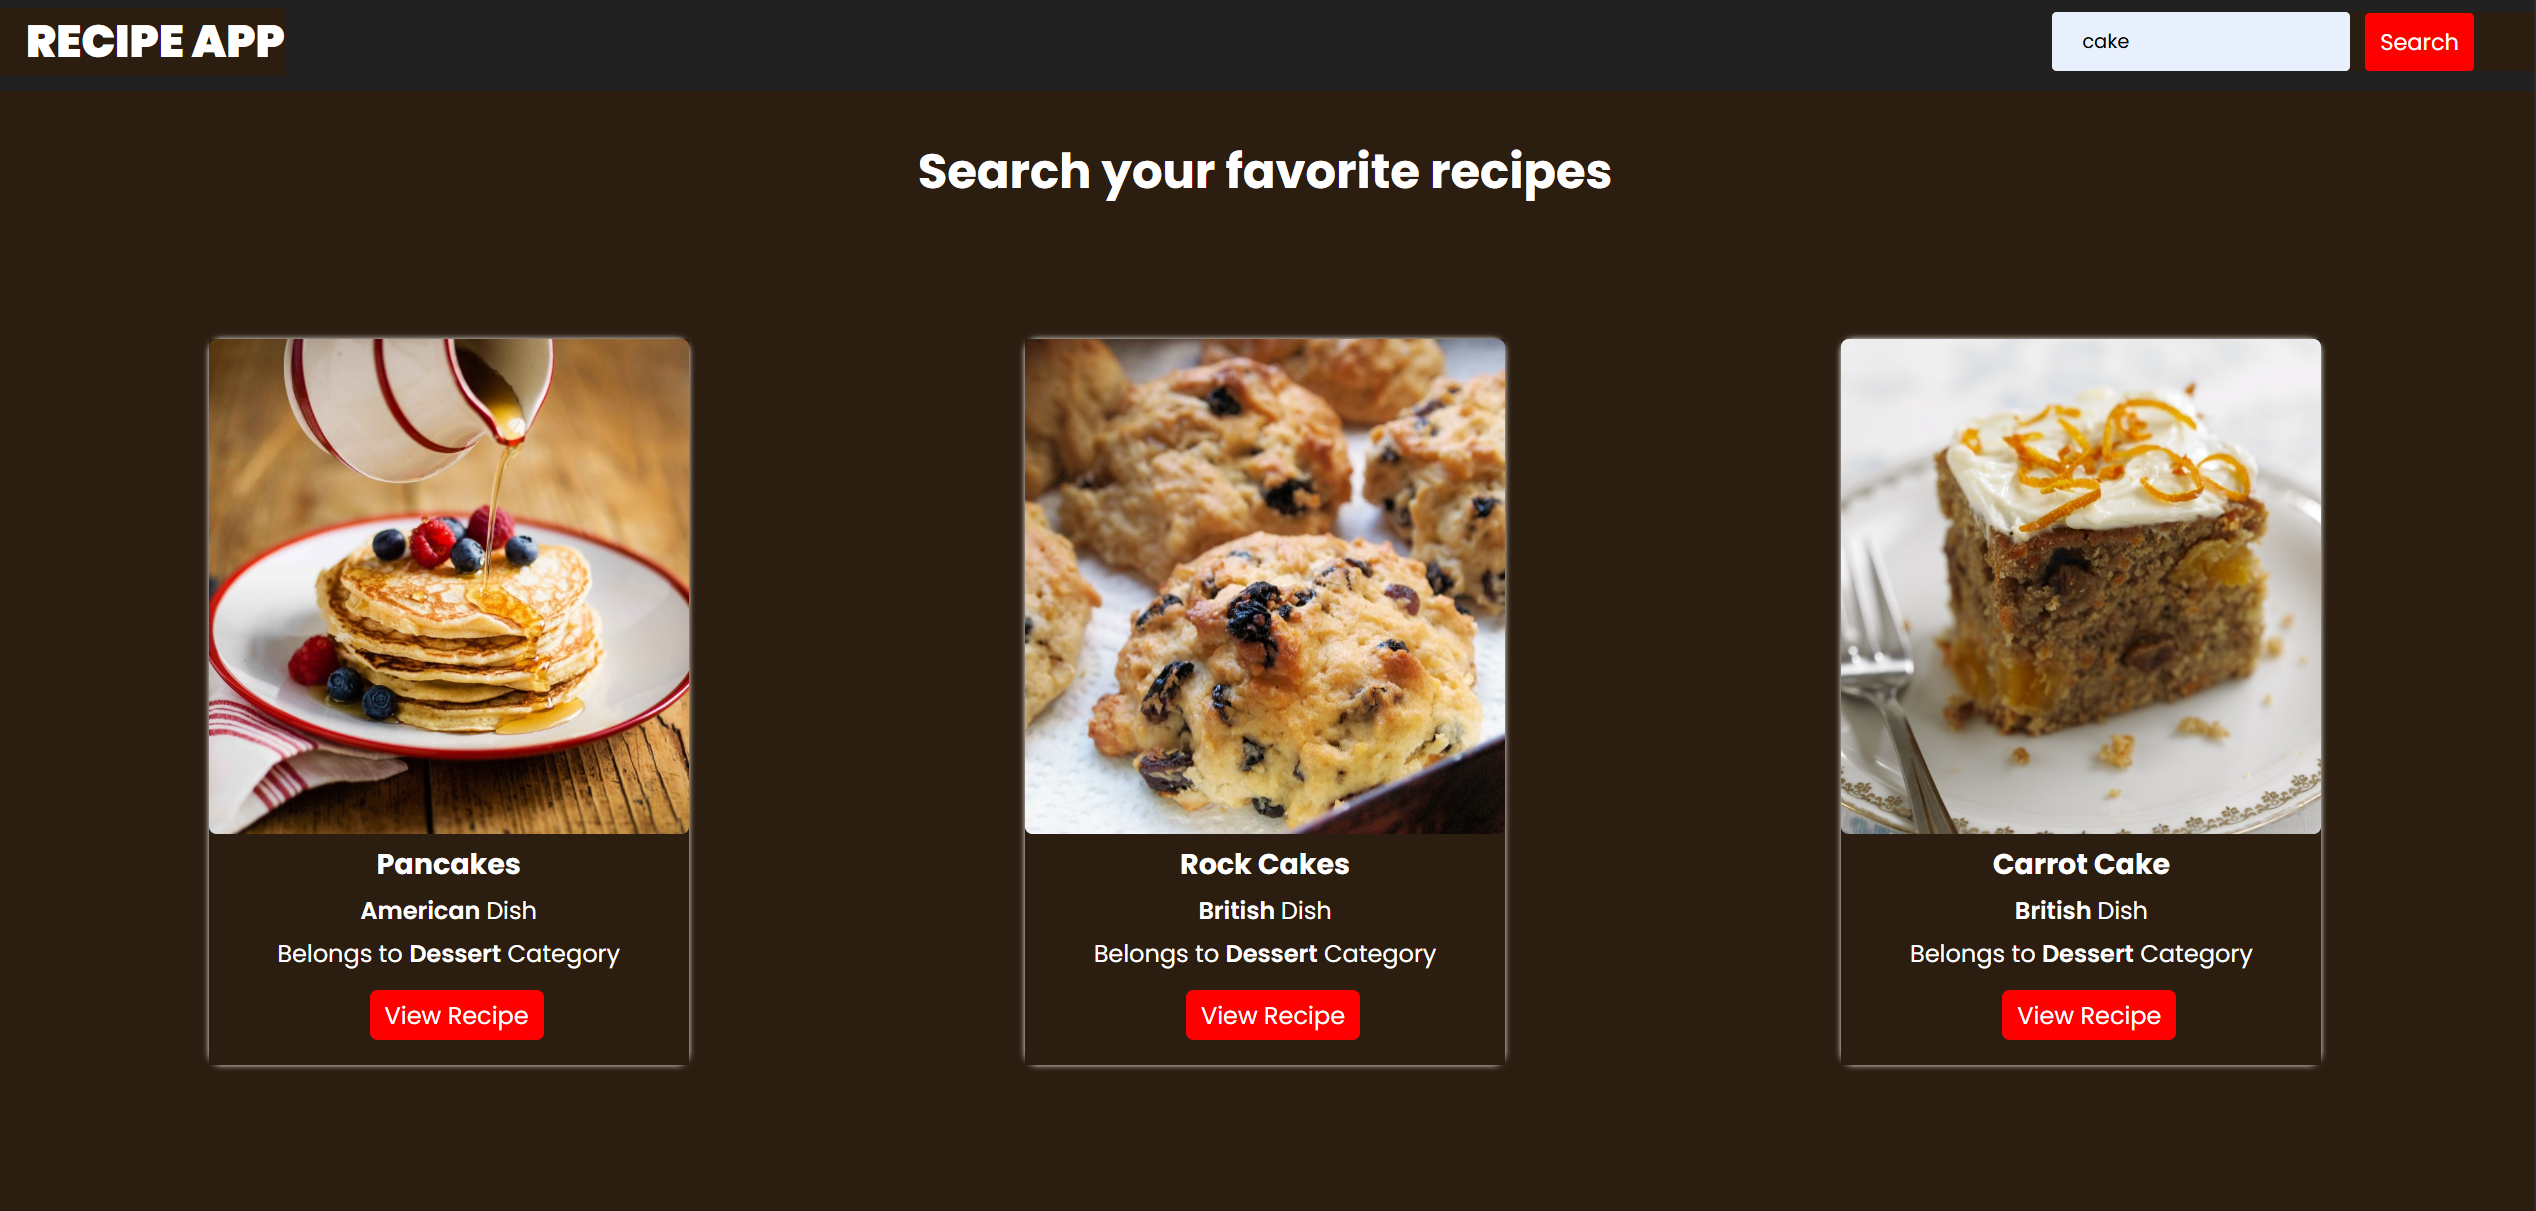 RECIPE APP
cake
Search
Search your favorite recipes
Pancakes
American Dish
Belongs to Dessert Category
View Recipe
Rock Cakes
British Dish
Belongs to Dessert Category
View Recipe
Carrot Cake
British Dish
Belongs to Dessert Category
View Recipe